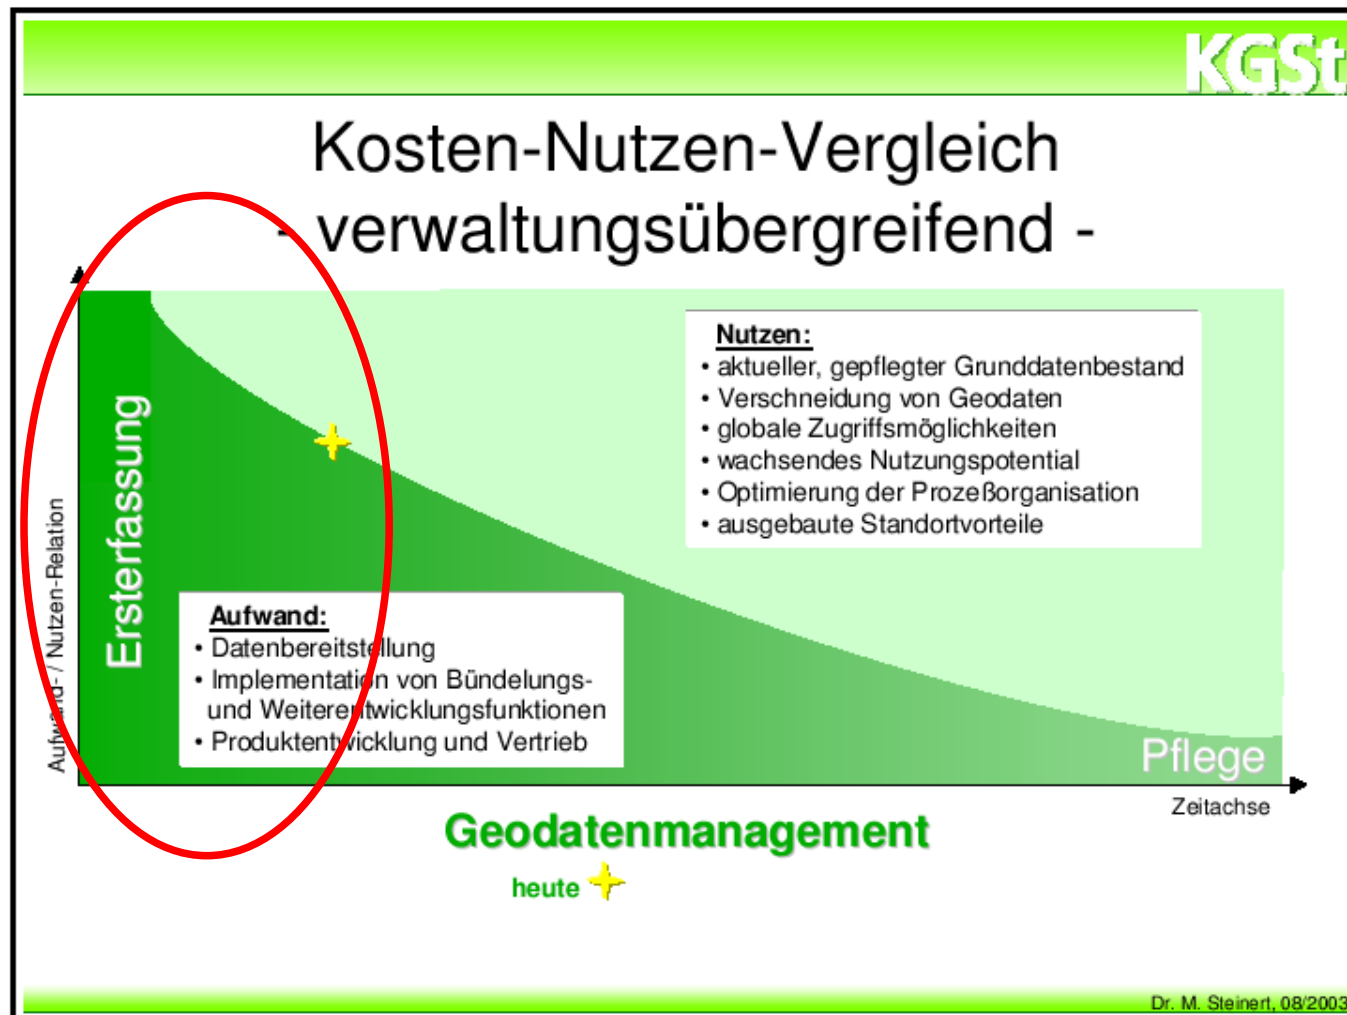 KGSt
Kosten-Nutzen-Vergleich
- verwaltungsübergreifend -
Aufwand- / Nutzen-Relation
Ersterfassung
Nutzen:
• aktueller, gepflegter Grunddatenbestand
• Verschneidung von Geodaten
• globale Zugriffsmöglichkeiten
• wachsendes Nutzungspotential
• Optimierung der Prozeßorganisation
• ausgebaute Standortvorteile
Aufwand:
• Datenbereitstellung
• Implementation von Bündelungs-
und Weiterentwicklungsfunktionen
• Produktentwicklung und Vertrieb
Pflege
Zeitachse
Geodatenmanagement
heute
Dr. M. Steinert, 08/2003